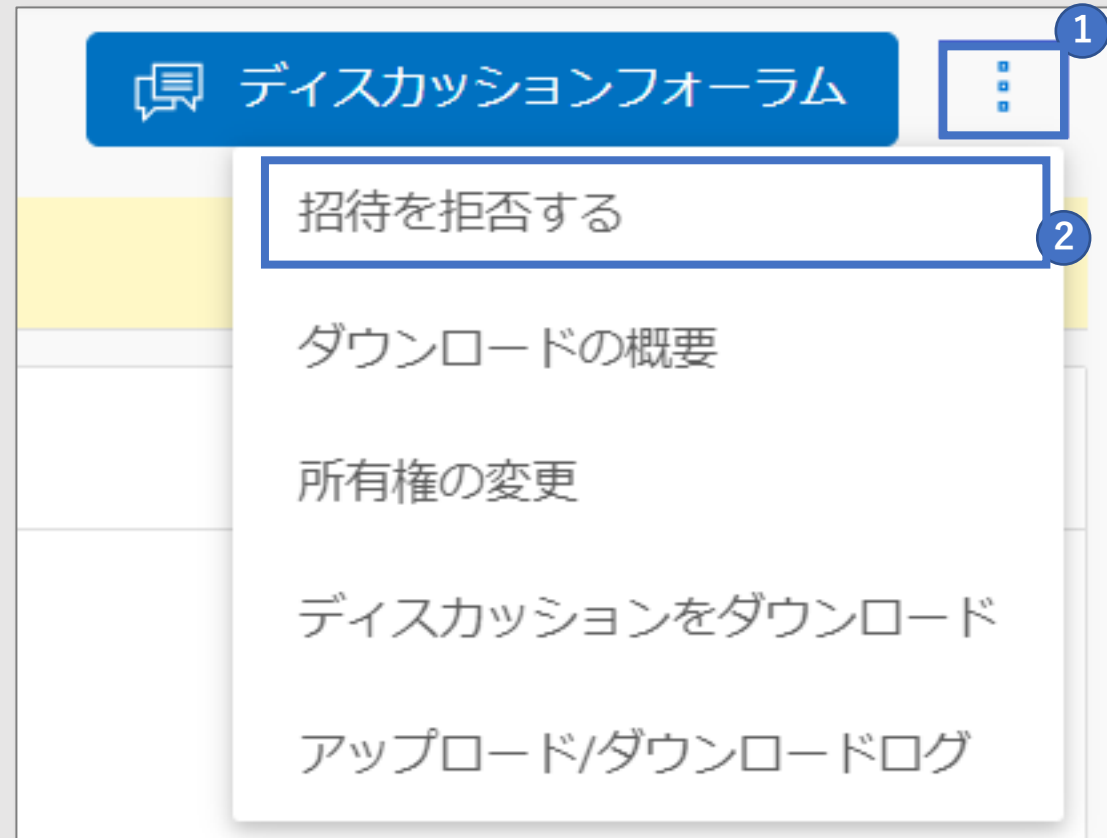 ディスカッションフォーラム
1
招待を拒否する
2
ダウンロードの概要
所有権の変更
ディスカッションをダウンロード
アップロード/ダウンロードログ